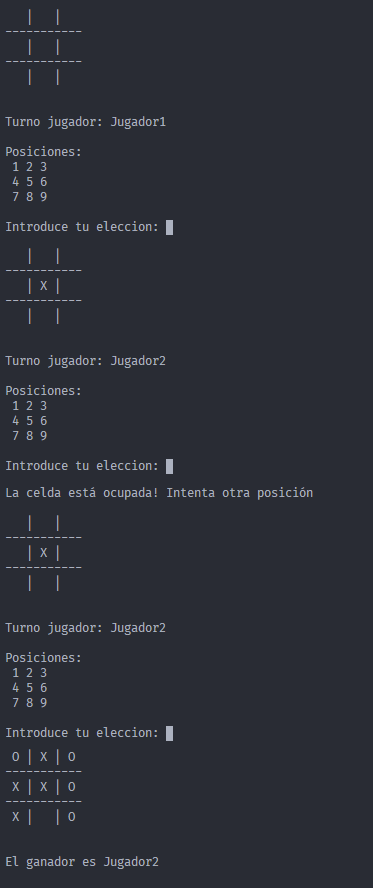 |   |
-----------
   |   |
-----------
   |   |
Turno jugador: Jugador1
Posiciones:
 1 2 3
 4 5 6
 7 8 9
Introduce tu eleccion:
   |   |
-----------
   | X |
-----------
   |   |
Turno jugador: Jugador2
Posiciones:
 1 2 3
 4 5 6
 7 8 9
Introduce tu eleccion:
La celda está ocupada! Intenta otra posición
   |   |
-----------
   | X |
-----------
   |   |
Turno jugador: Jugador2
Posiciones:
 1 2 3
 4 5 6
 7 8 9
Introduce tu eleccion:
 O | X | O
-----------
 X | X | O
-----------
 X |   | O
El ganador es Jugador2